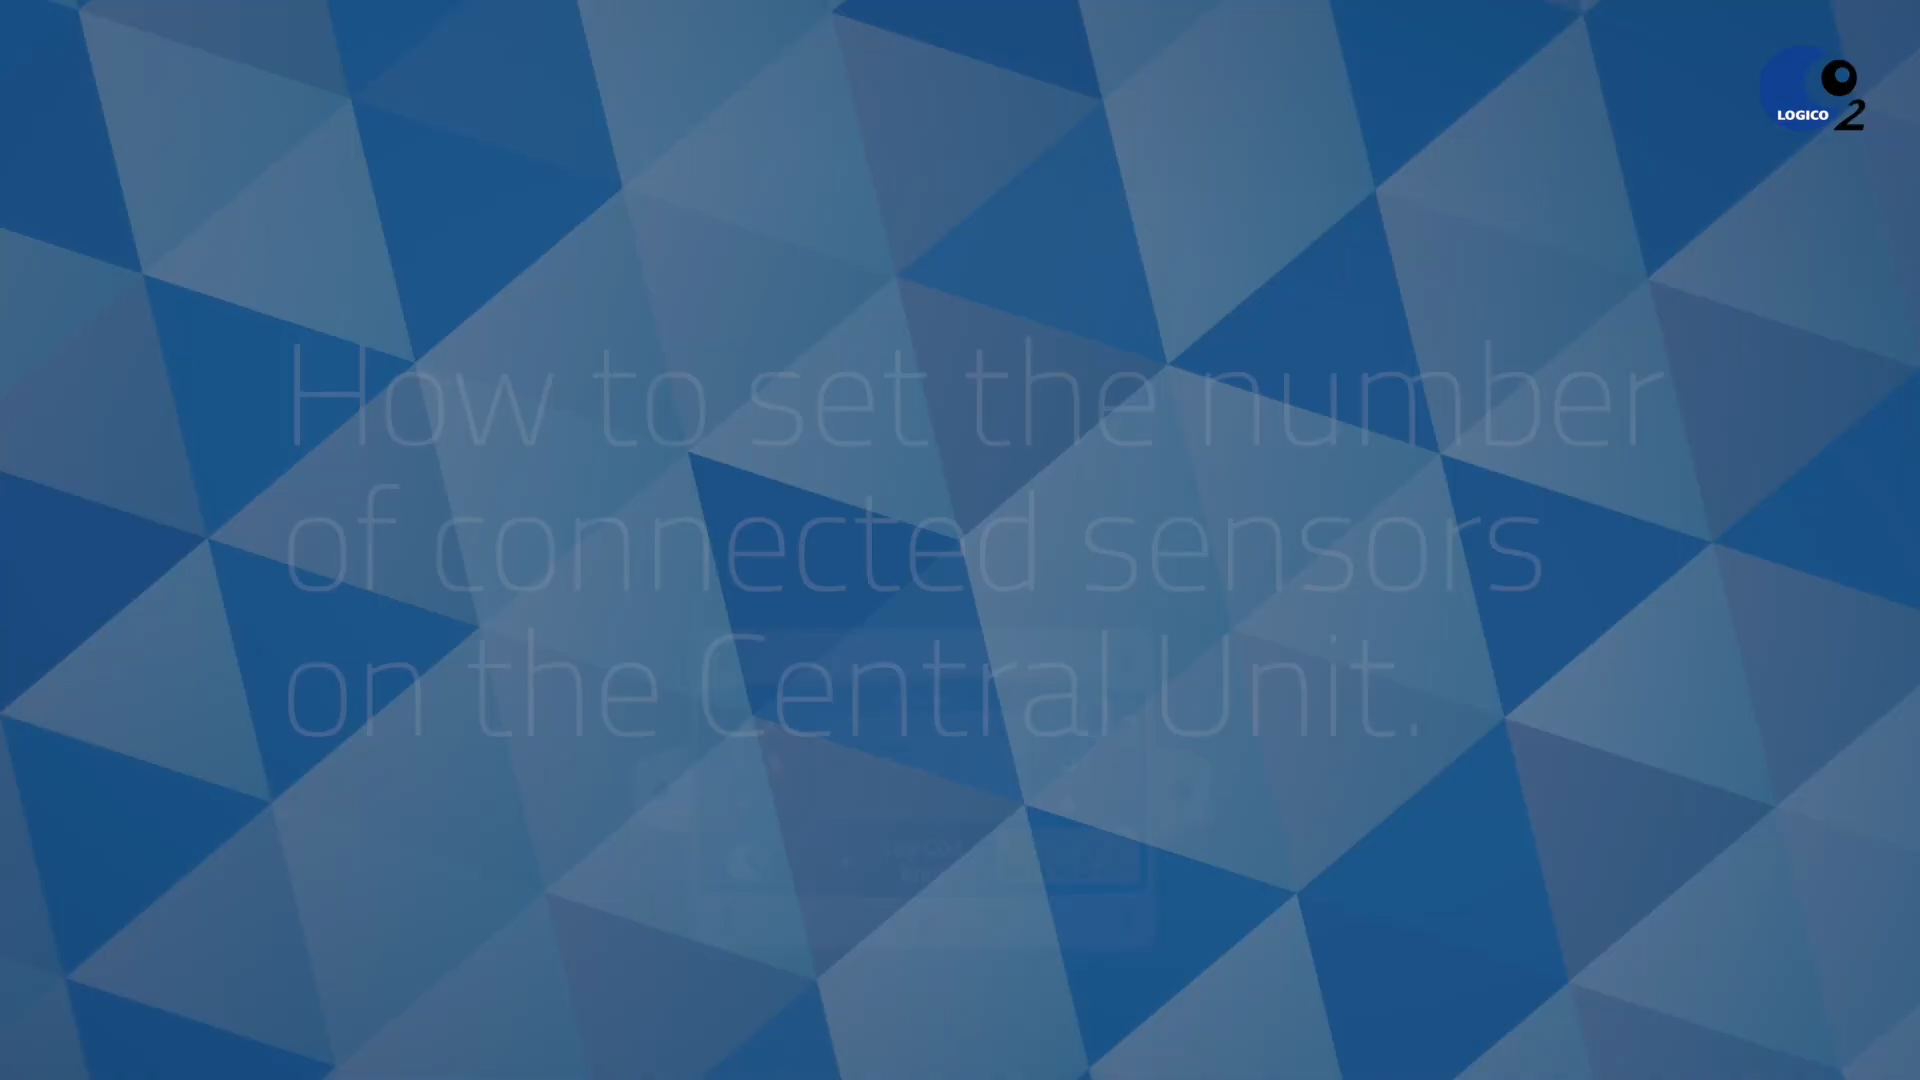 LOGICO
2
How to set the number
of connected sensors
on the Central Unit.